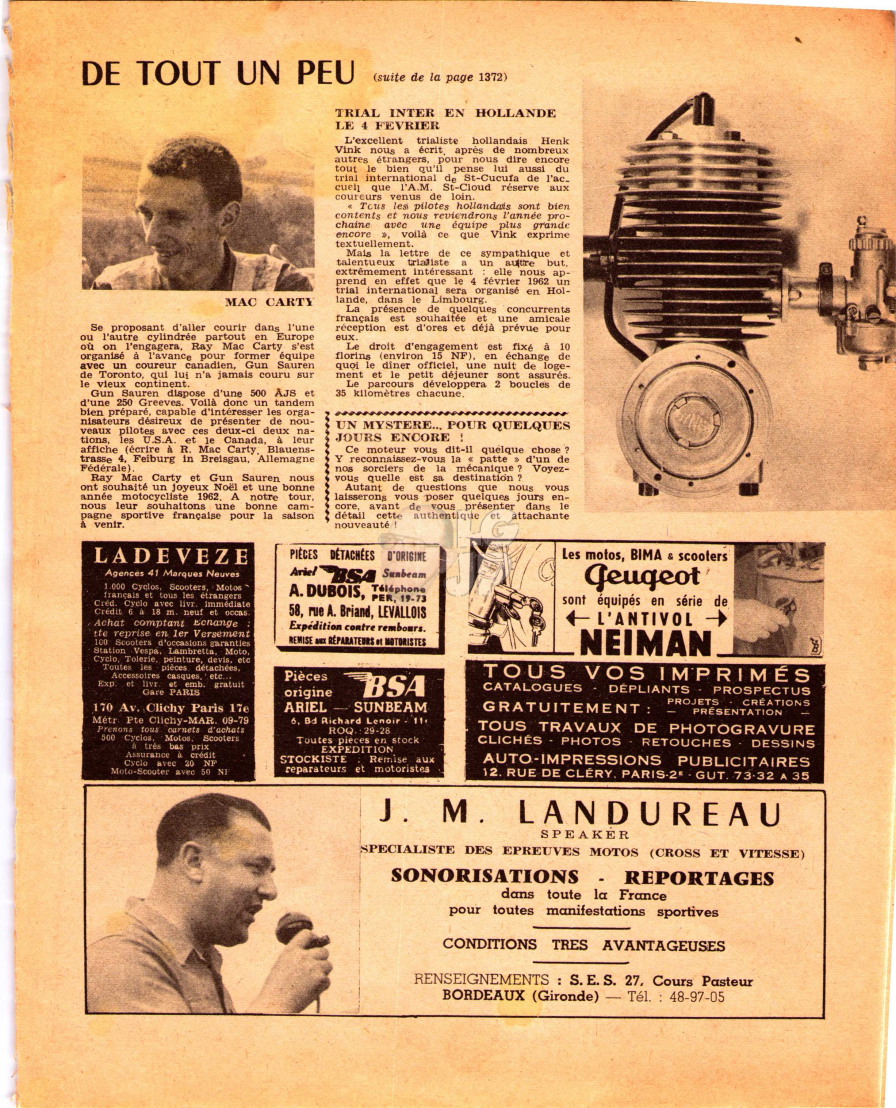 DE TOUT UN PEU (suite de la page 1372)
MAC CARTY
Se proposant d'aller courir dans l'une
ou l'autre cylindrée partout en Europe
où on l'engagera, Ray Mac Carty s'est
organisé à l'avance pour former équipe
avec un coureur canadien, Gun Sauren
de Toronto, qui lui n'a jamais couru sur
le vieux continent.
Gun Sauren dispose d'une 500 AJS et
d'une 250 Greeves. Voilà donc un tandem
bien préparé, capable d'intéresser les orga-
nisateurs désireux de présenter de nou-
veaux pilotes avec ces deux-ci deux na-
tions, les U.S.A. et le Canada, à leur
affiche (écrire à R. Mac Carty, Blauens-
trasse 4, Feiburg in Breisgau, Allemagne
Fédérale).
Ray Mac Carty et Gun Sauren nous
ont souhaité un joyeux Noël et une bonne
année motocycliste 1962. A notre tour,
nous leur souhaitons une bonne cam-
pagne sportive française pour la saison
à venir.
TRIAL INTER EN HOLLANDE
LE 4 FEVRIER
L'excellent trialiste hollandais Henk
Vink nous a écrit, après de nombreux
autres étrangers, pour nous dire encore
tout le bien qu'il pense lui aussi du
trial international de St-Cucufa de l'ac-
cueil que l'A.M. St-Cloud réserve aux
coureurs venus de loin.
« Tous les pilotes hollandais sont bien
contents et nous reviendrons l'année pro-
chaine avec une équipe plus grande
encore », voilà ce que Vink exprime
textuellement.
Mais la lettre de ce sympathique et
talentueux trialiste a un autre but,
extrêmement intéressant : elle nous ap-
prend en effet que le 4 février 1962 un
trial international sera organisé en Hol-
lande, dans le Limbourg.
La présence de quelques concurrents
français est souhaitée et une amicale
réception est d'ores et déjà prévue pour
eux.
Le droit d'engagement est fixé à 10
florins (environ 15 NF), en échange de
quoi le dîner officiel, une nuit de loge-
ment et le petit déjeuner sont assurés.
Le parcours développera 2 boucles de
35 kilomètres chacune.
UN MYSTERE... POUR QUELQUES
JOURS ENCORE !
Ce moteur vous dit-il quelque chose ?
Y reconnaissez-vous la « patte » d'un de
nos sorciers de la mécanique ? Voyez-
vous quelle est sa destination ?
Autant de questions que nous vous
laisserons vous poser quelques jours en-
core, avant de vous présenter dans le
détail cette authentique et attachante
nouveauté !
LADEVEZE
Agences 41 Marques Neuves
1.000 Cyclos, Scooters, Motos
français et tous les étrangers
Créd. Cyclo avec livr. immédiate
Crédit 6 à 18 m. neuf et occas.
Achat comptant Echange :
tte reprise en 1er Versement
100 Scooters d'occasions garanties
Station Vespa, Lambretta, Moto,
Cyclo, Tolerie, peinture, devis, etc
Toutes les pièces détachées,
Accessoires casques, etc...
Exp. et livr. et emb. gratuit
Gare PARIS
170 Av. Clichy Paris 17e
Métr Pte Clichy-MAR. 09-79
Prenons tous carnets d'achats
500 Cyclos, Motos, Scooters
à très bas prix
Assurance à crédit
Cyclo avec 20 NF
Moto-Scooter avec 50 NF
PIÈCES DÉTACHÉES D'ORIGINE
Ariel BSA Sunbeam
A. DUBOIS, Téléphone PER. 19-73
58, rue A. Briand, LEVALLOIS
Expédition contre rembours.
REMISE aux RÉPARATEURS et MOTORISTES
Pièces
origine BSA
ARIEL — SUNBEAM
6, Bd Richard Lenoir - 11e
ROQ. 29-28
Toutes pièces en stock
EXPEDITION
STOCKISTE : Remise aux
réparateurs et motoristes
Les motos, BIMA & scooters
Peugeot
sont équipés en série de
L'ANTIVOL
NEIMAN
TOUS VOS IMPRIMÉS
CATALOGUES - DÉPLIANTS - PROSPECTUS
GRATUITEMENT : — PROJETS - CRÉATIONS
— PRÉSENTATION —
TOUS TRAVAUX DE PHOTOGRAVURE
CLICHÉS - PHOTOS - RETOUCHES - DESSINS
AUTO-IMPRESSIONS PUBLICITAIRES
12, RUE DE CLÉRY, PARIS-2e - GUT. 73-32 A 35
J. M. LANDUREAU
SPEAKER
SPECIALISTE DES EPREUVES MOTOS (CROSS ET VITESSE)
SONORISATIONS - REPORTAGES
dans toute la France
pour toutes manifestations sportives
CONDITIONS TRES AVANTAGEUSES
RENSEIGNEMENTS : S.E.S. 27, Cours Pasteur
BORDEAUX (Gironde) — Tél. : 48-97-05